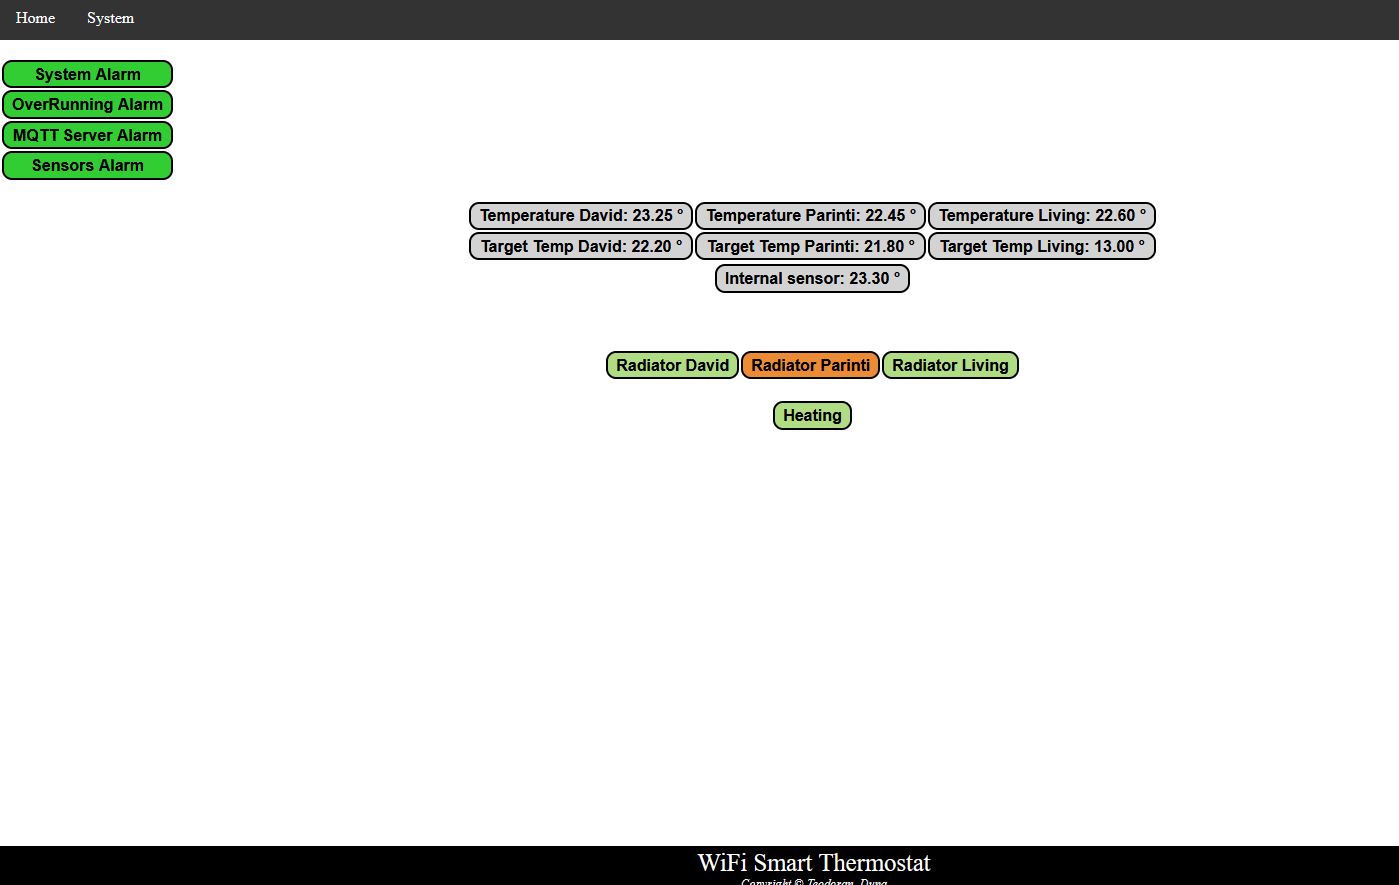 Home System
System Alarm
OverRunning Alarm
MQTT Server Alarm
Sensors Alarm
Temperature David: 23.25 ° Temperature Parinti: 22.45 ° Temperature Living: 22.60 °
Target Temp David: 22.20 ° Target Temp Parinti: 21.80 ° Target Temp Living: 13.00 °
Internal sensor: 23.30 °
Radiator David Radiator Parinti Radiator Living
Heating
WiFi Smart Thermostat
Copyright © Teodoran